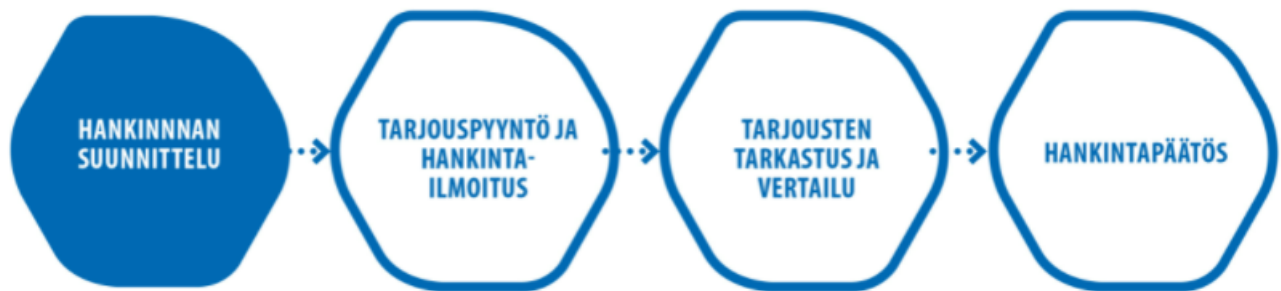 HANKINNNAN
SUUNNITTELU
TARJOUSPYYNTÖ JA
HANKINTA-
ILMOITUS
TARJOUSTEN
TARKASTUS JA
VERTAILU
HANKINTAPÄÄTÖS